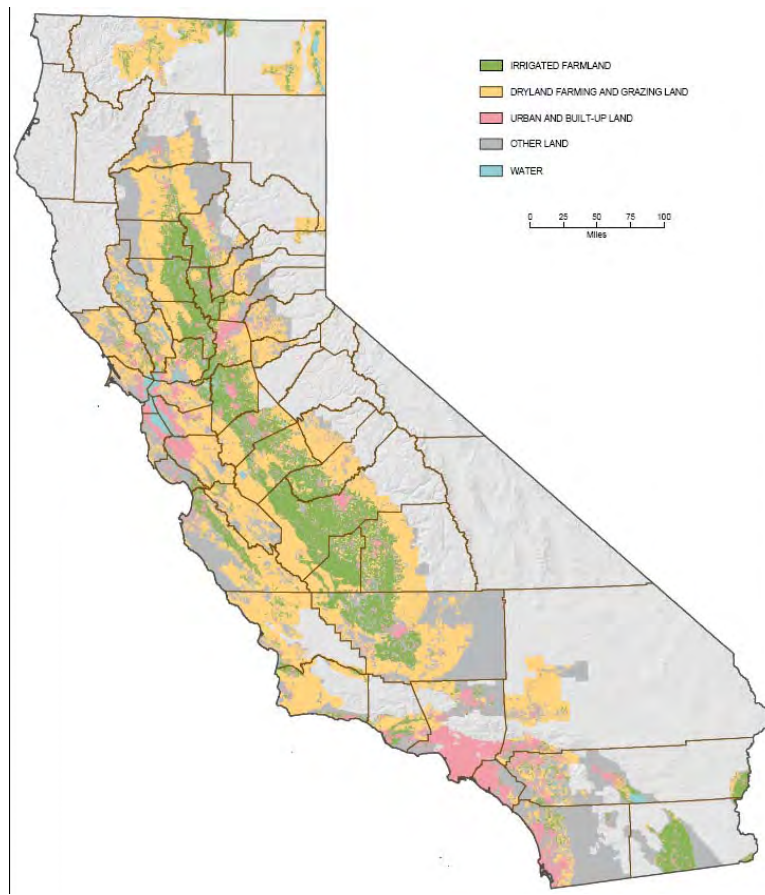 IRRIGATED FARMLAND
DRYLAND FARMING AND GRAZING LAND
URBAN AND BUILT-UP LAND
OTHER LAND
WATER
0 25 50 75 100
Miles